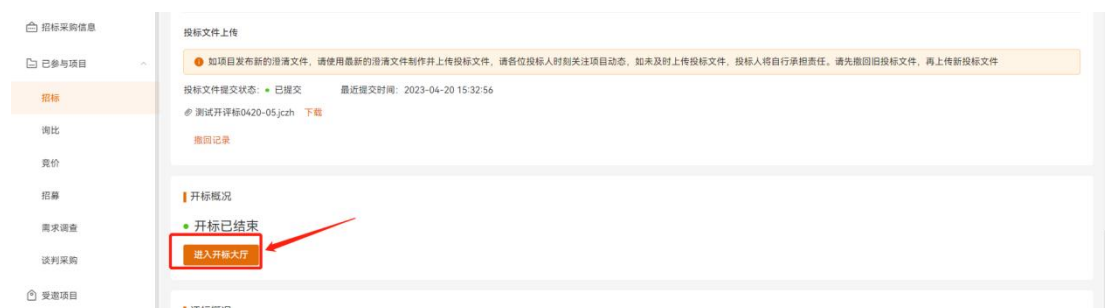 招标采购信息
已参与项目
招标
询比
竞价
招募
需求调查
谈判采购
受邀项目
投标文件上传
如项目发布新的澄清文件，请使用最新的澄清文件制作并上传投标文件，请各位投标人时刻关注项目动态，如未及时上传投标文件，投标人将自行承担责任。请先撤回旧投标文件，再上传新投标文件
投标文件提交状态：已提交 最近提交时间：2023-04-20 15:32:56
测试开评标0420-05.jczh 下载
撤回记录
开标概况
开标已结束
进入开标大厅